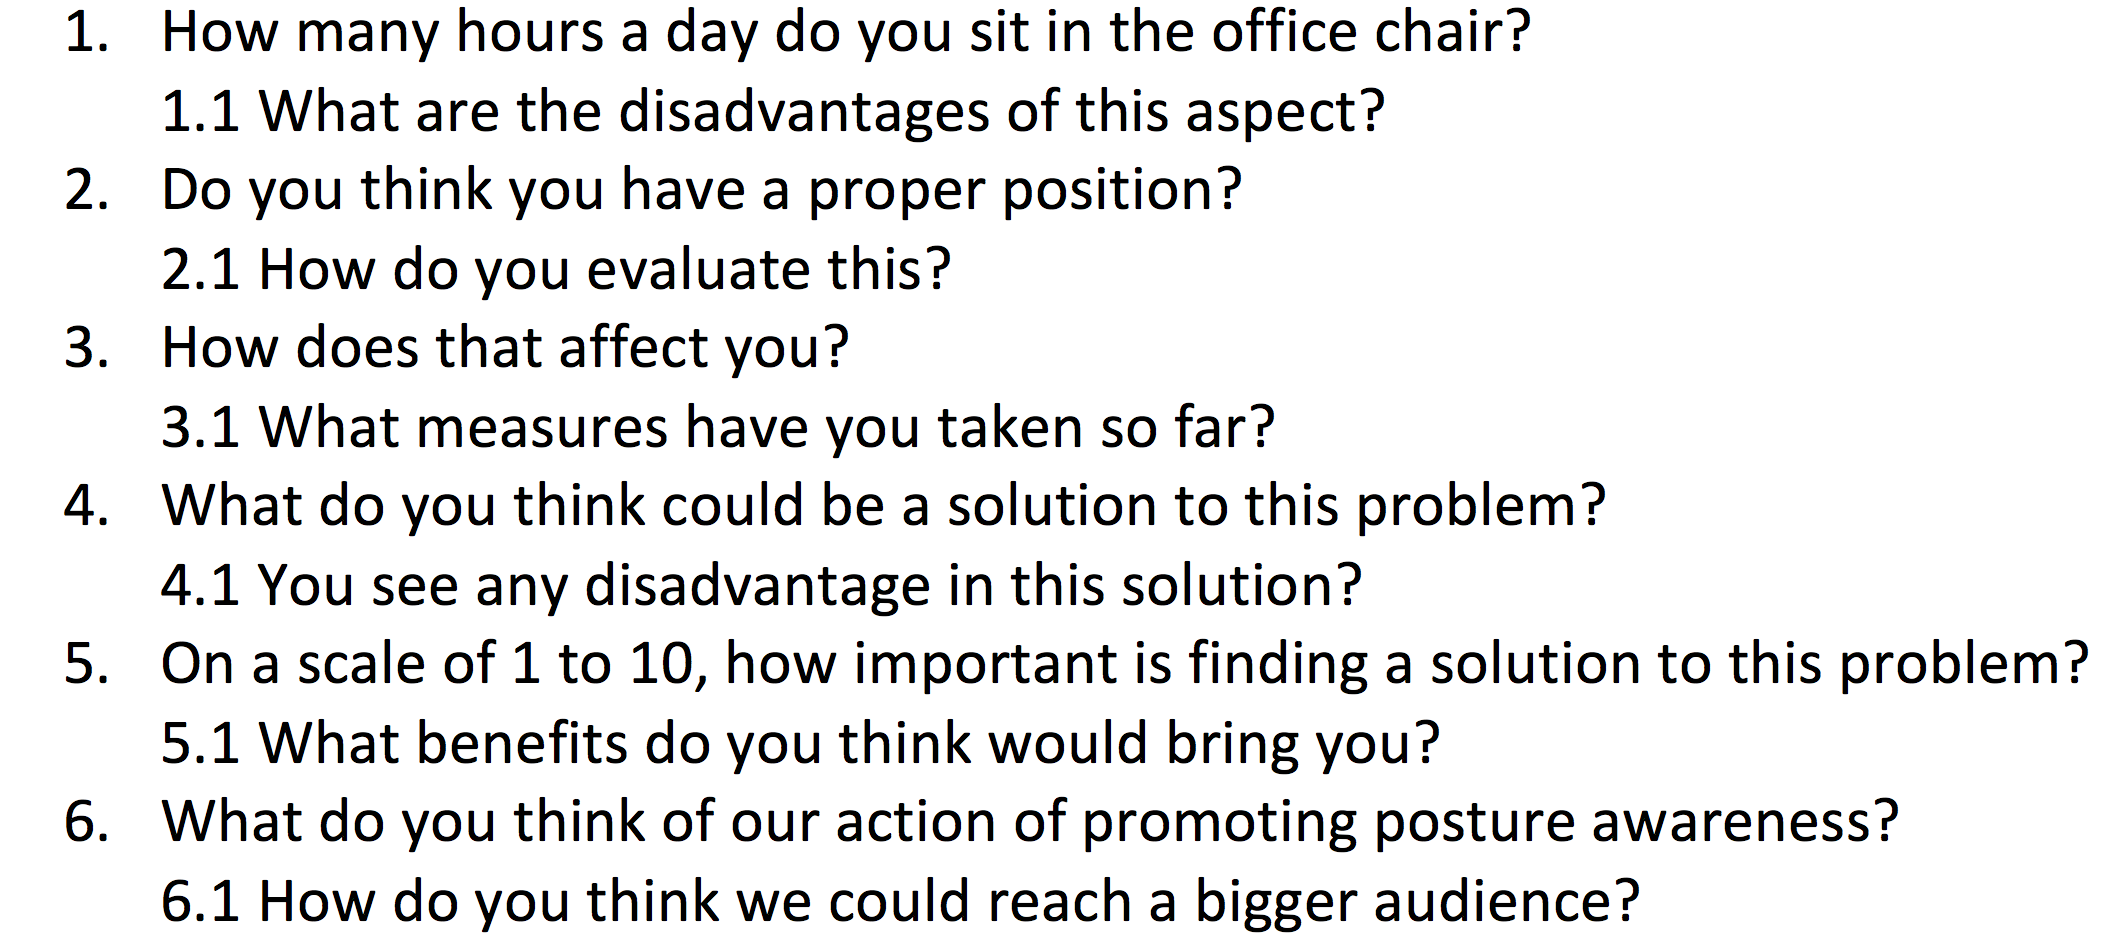 1. How many hours a day do you sit in the office chair?
1.1 What are the disadvantages of this aspect?
2. Do you think you have a proper position?
2.1 How do you evaluate this?
3. How does that affect you?
3.1 What measures have you taken so far?
4. What do you think could be a solution to this problem?
4.1 You see any disadvantage in this solution?
5. On a scale of 1 to 10, how important is finding a solution to this problem?
5.1 What benefits do you think would bring you?
6. What do you think of our action of promoting posture awareness?
6.1 How do you think we could reach a bigger audience?